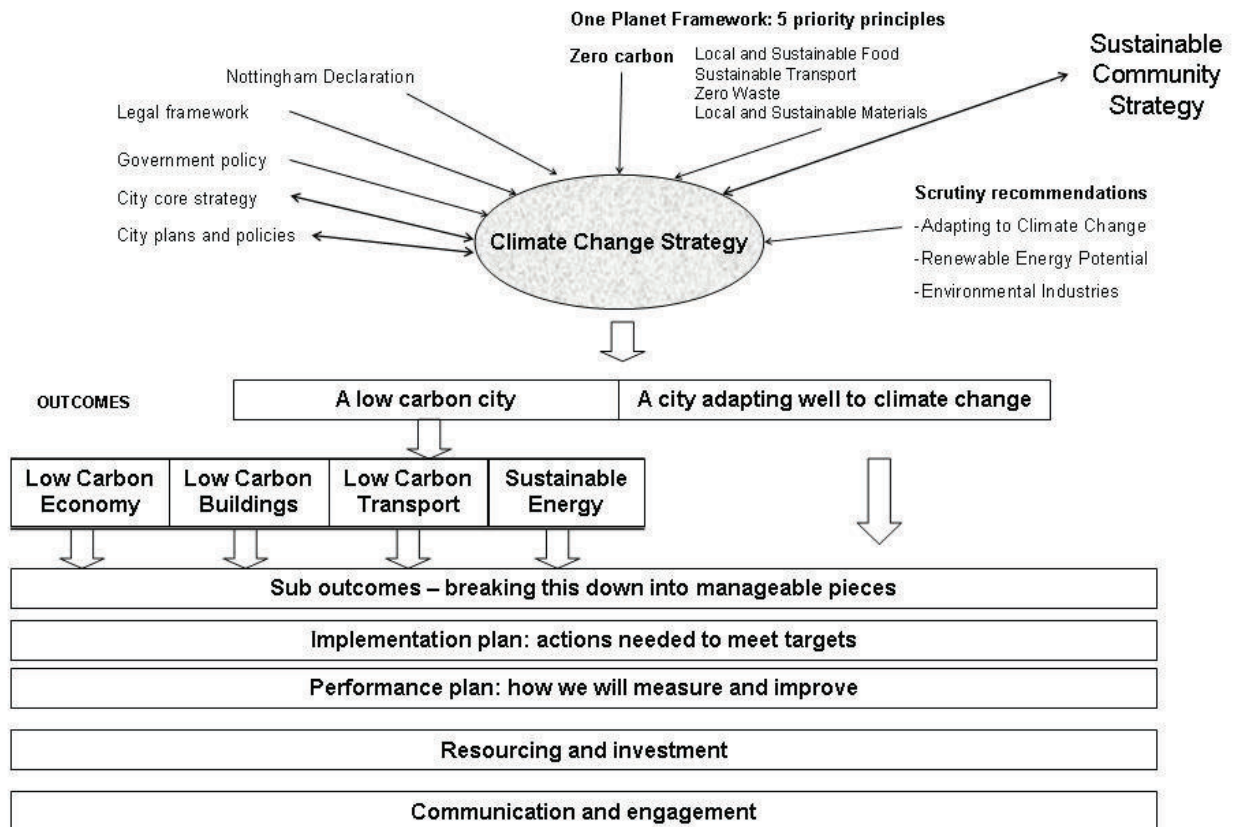 One Planet Framework: 5 priority principles
Zero carbon
Local and Sustainable Food
Sustainable Transport
Zero Waste
Local and Sustainable Materials
Sustainable
Community
Strategy
Nottingham Declaration
Legal framework
Government policy
City core strategy
City plans and policies
Climate Change Strategy
Scrutiny recommendations
-Adapting to Climate Change
-Renewable Energy Potential
-Environmental Industries
OUTCOMES
A low carbon city
A city adapting well to climate change
Low Carbon
Economy
Low Carbon
Buildings
Low Carbon
Transport
Sustainable
Energy
Sub outcomes – breaking this down into manageable pieces
Implementation plan: actions needed to meet targets
Performance plan: how we will measure and improve
Resourcing and investment
Communication and engagement